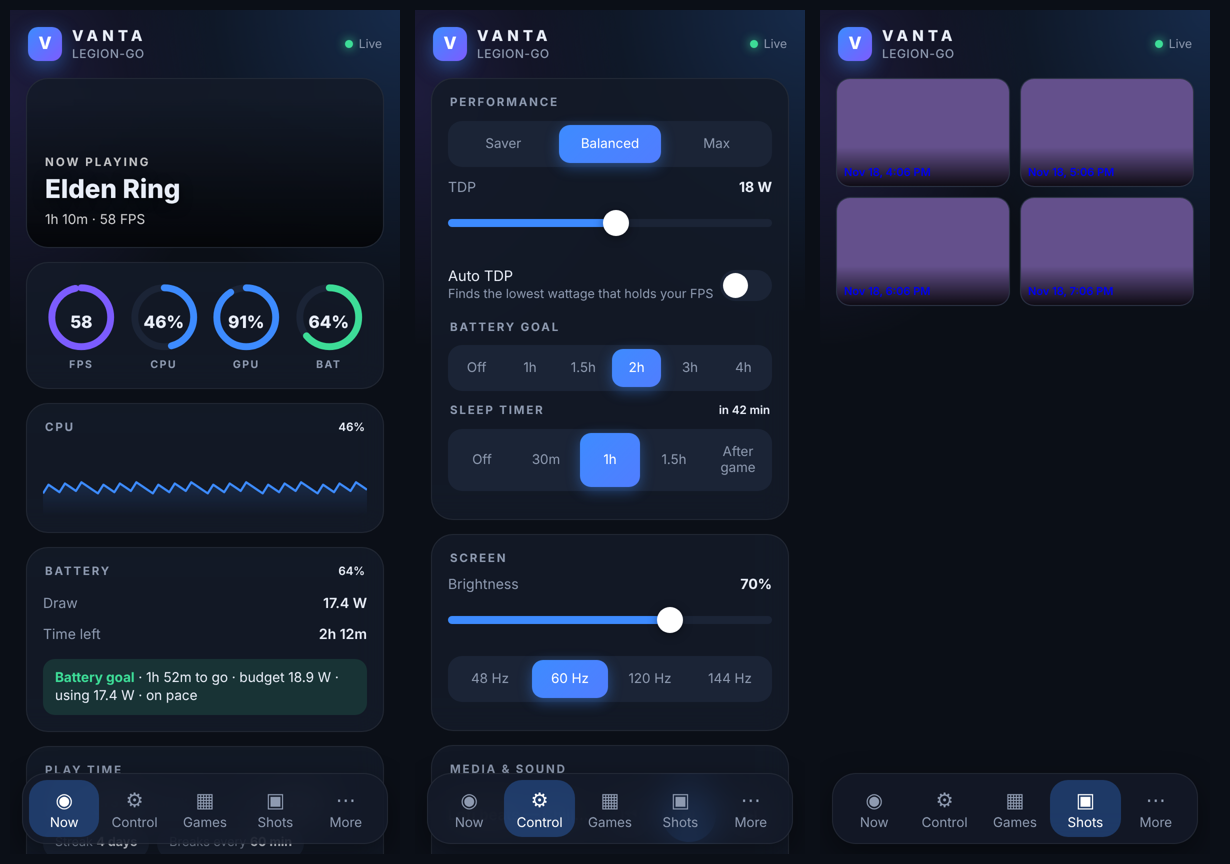 V
VANTA
LEGION-GO
Live
NOW PLAYING
Elden Ring
1h 10m · 58 FPS
58
46%
91%
64%
FPS
CPU
GPU
BAT
CPU
46%
BATTERY
64%
Draw
17.4 W
Time left
2h 12m
Battery goal · 1h 52m to go · budget 18.9 W ·
using 17.4 W · on pace
PLAY TIME
Streak 4 days
Breaks every 60 min
Now
Control
Games
Shots
More
V
VANTA
LEGION-GO
Live
PERFORMANCE
Saver
Balanced
Max
TDP
18 W
Auto TDP
Finds the lowest wattage that holds your FPS
BATTERY GOAL
Off
1h
1.5h
2h
3h
4h
SLEEP TIMER
in 42 min
Off
30m
1h
1.5h
After
game
SCREEN
Brightness
70%
48 Hz
60 Hz
120 Hz
144 Hz
MEDIA & SOUND
Now
Control
Games
Shots
More
V
VANTA
LEGION-GO
Live
Nov 18, 4:06 PM
Nov 18, 5:06 PM
Nov 18, 6:06 PM
Nov 18, 7:06 PM
Now
Control
Games
Shots
More